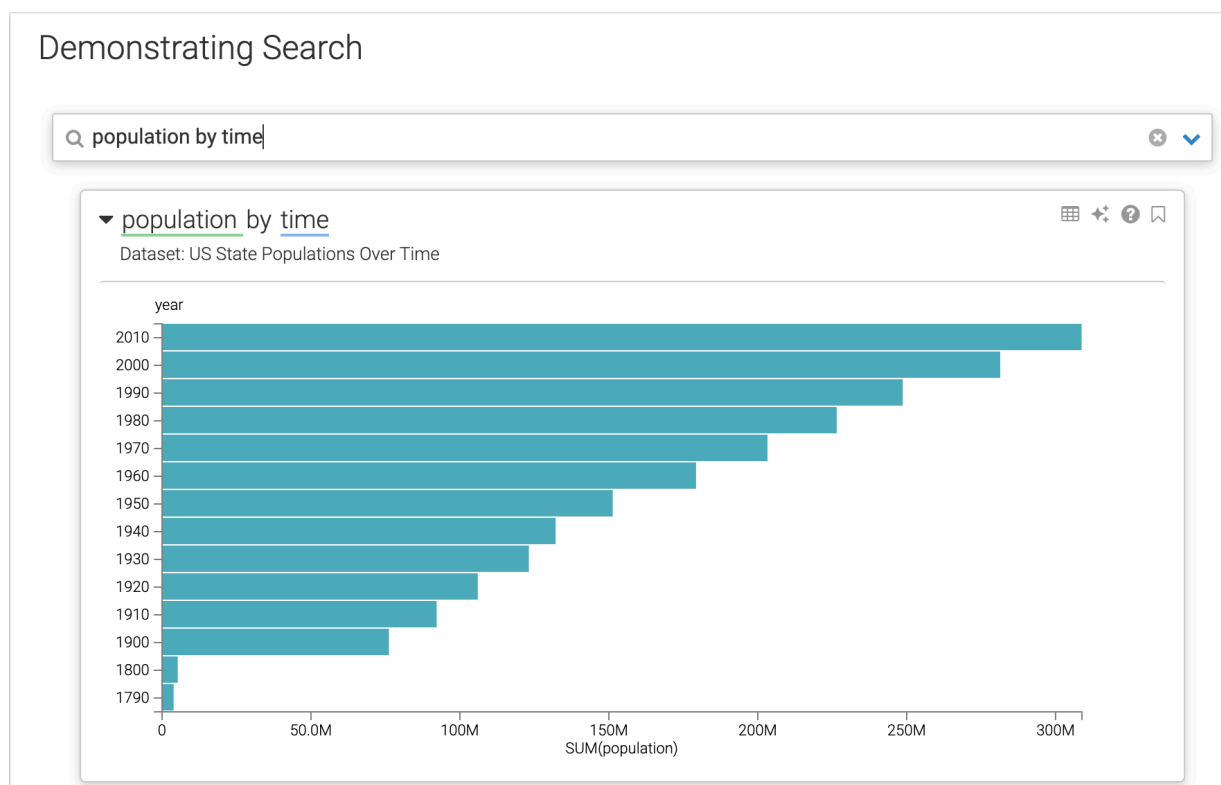 Demonstrating Search
population by time
population by time
Dataset: US State Populations Over Time
year
2010
2000
1990
1980
1970
1960
1950
1940
1930
1920
1910
1900
1800
1790
0 50.0M 100M 150M 200M 250M 300M
SUM(population)